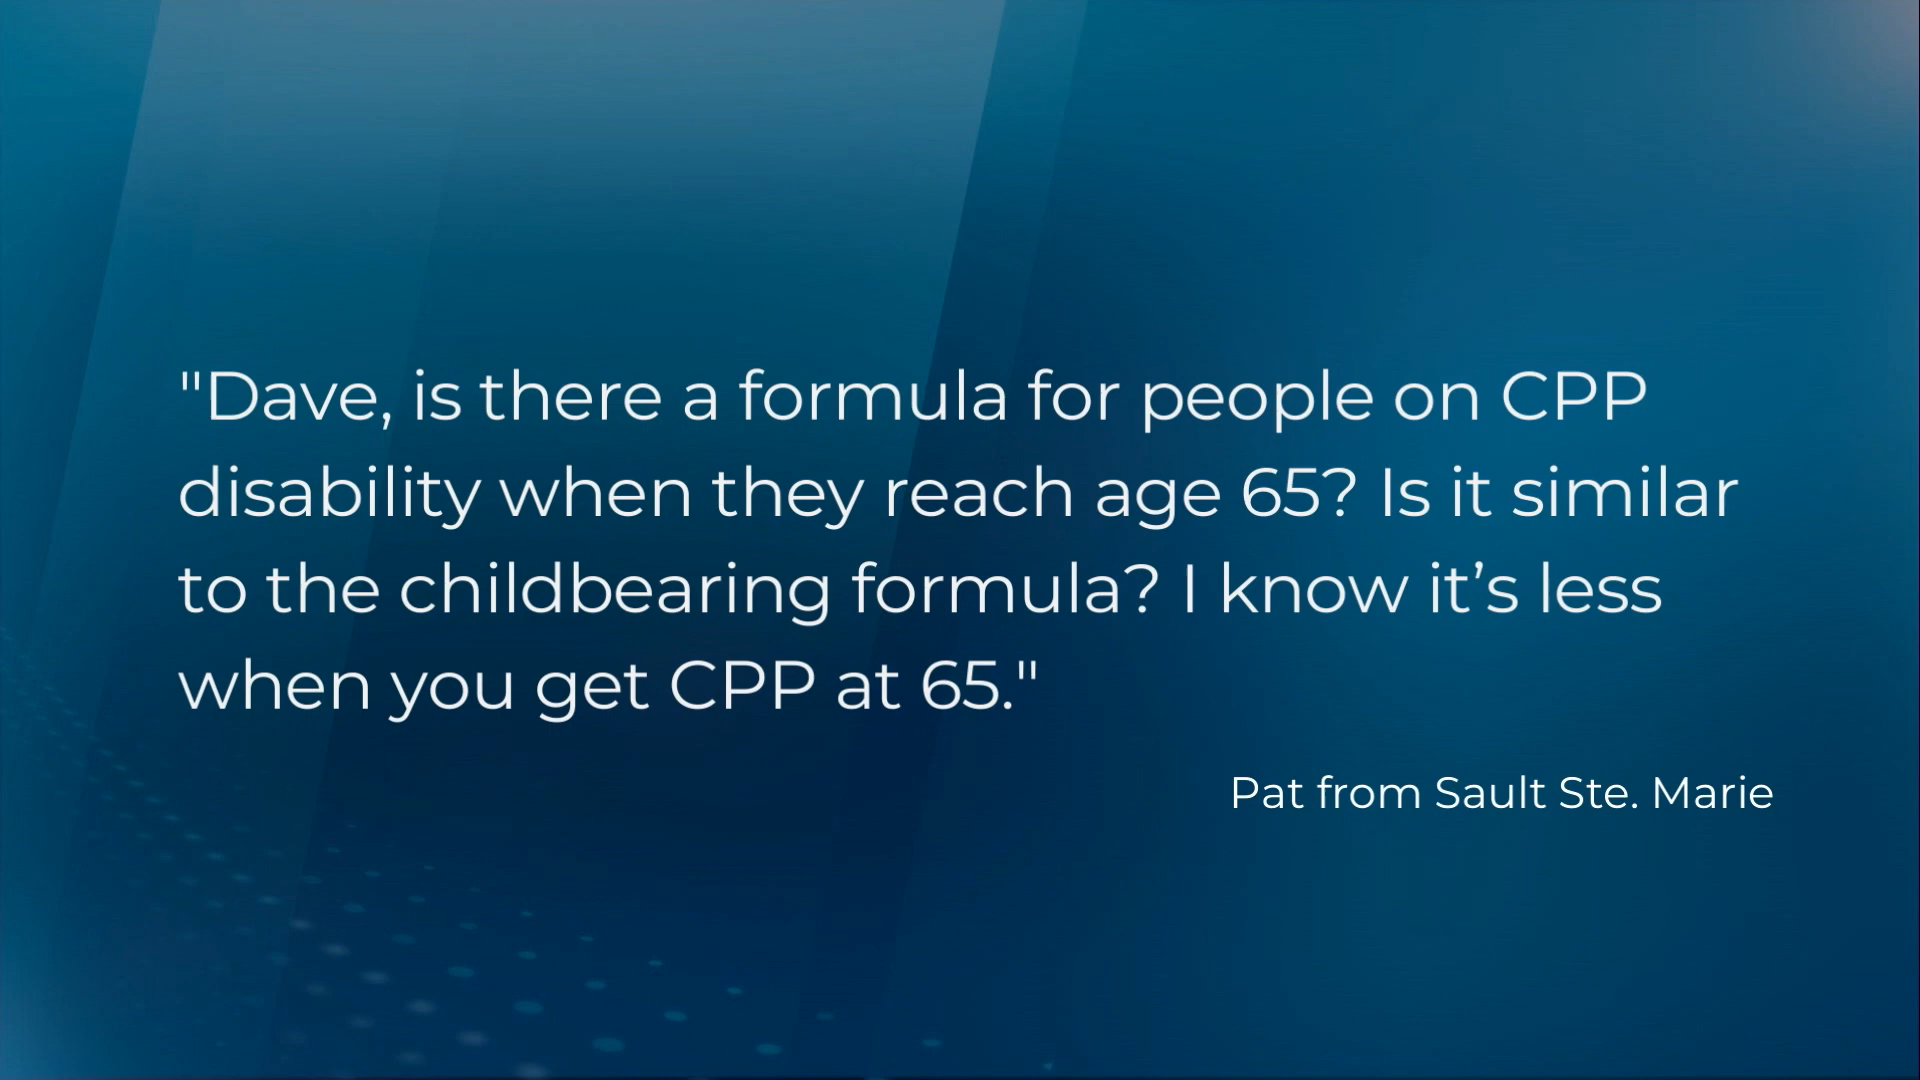 "Dave, is there a formula for people on CPP
disability when they reach age 65? Is it similar
to the childbearing formula? I know it’s less
when you get CPP at 65."
Pat from Sault Ste. Marie